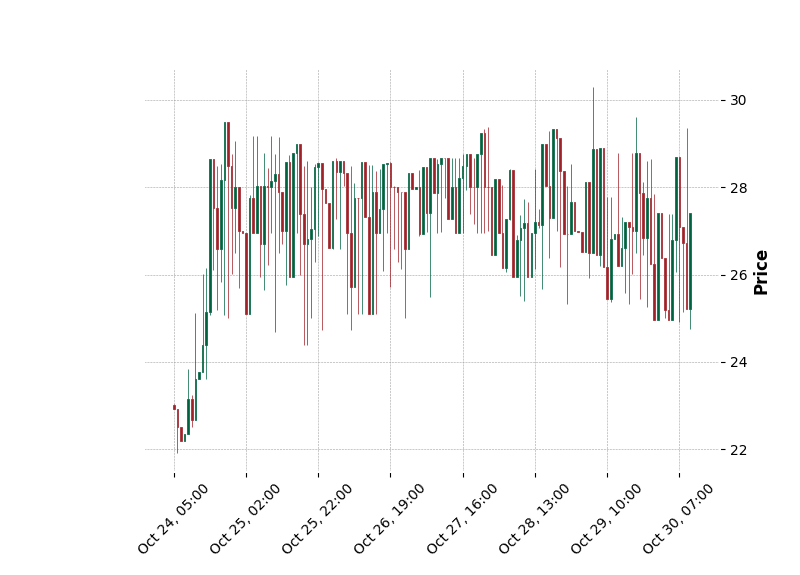 30
28
26
24
22
Price
Oct 24, 05:00
Oct 25, 02:00
Oct 25, 22:00
Oct 26, 19:00
Oct 27, 16:00
Oct 28, 13:00
Oct 29, 10:00
Oct 30, 07:00